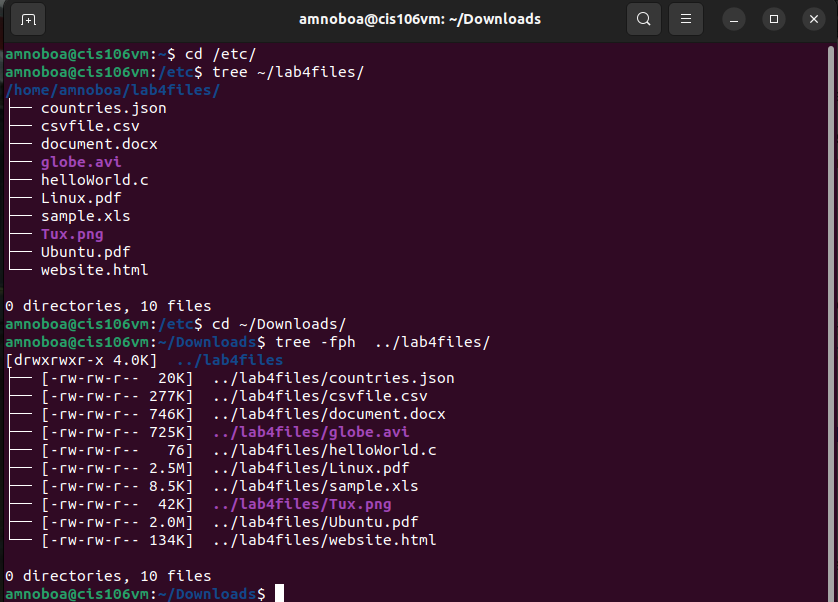 amnoboa@cis106vm: ~/Downloads
amnoboa@cis106vm:~$ cd /etc/
amnoboa@cis106vm:/etc$ tree ~/lab4files/
/home/amnoboa/lab4files/
├── countries.json
├── csvfile.csv
├── document.docx
├── globe.avi
├── helloWorld.c
├── Linux.pdf
├── sample.xls
├── Tux.png
├── Ubuntu.pdf
└── website.html
0 directories, 10 files
amnoboa@cis106vm:/etc$ cd ~/Downloads/
amnoboa@cis106vm:~/Downloads$ tree -fph  ../lab4files/
[drwxrwxr-x 4.0K]  ../lab4files
├── [-rw-rw-r--  20K]  ../lab4files/countries.json
├── [-rw-rw-r-- 277K]  ../lab4files/csvfile.csv
├── [-rw-rw-r-- 746K]  ../lab4files/document.docx
├── [-rw-rw-r-- 725K]  ../lab4files/globe.avi
├── [-rw-rw-r--   76]  ../lab4files/helloWorld.c
├── [-rw-rw-r-- 2.5M]  ../lab4files/Linux.pdf
├── [-rw-rw-r-- 8.5K]  ../lab4files/sample.xls
├── [-rw-rw-r--  42K]  ../lab4files/Tux.png
├── [-rw-rw-r-- 2.0M]  ../lab4files/Ubuntu.pdf
└── [-rw-rw-r-- 134K]  ../lab4files/website.html
0 directories, 10 files
amnoboa@cis106vm:~/Downloads$